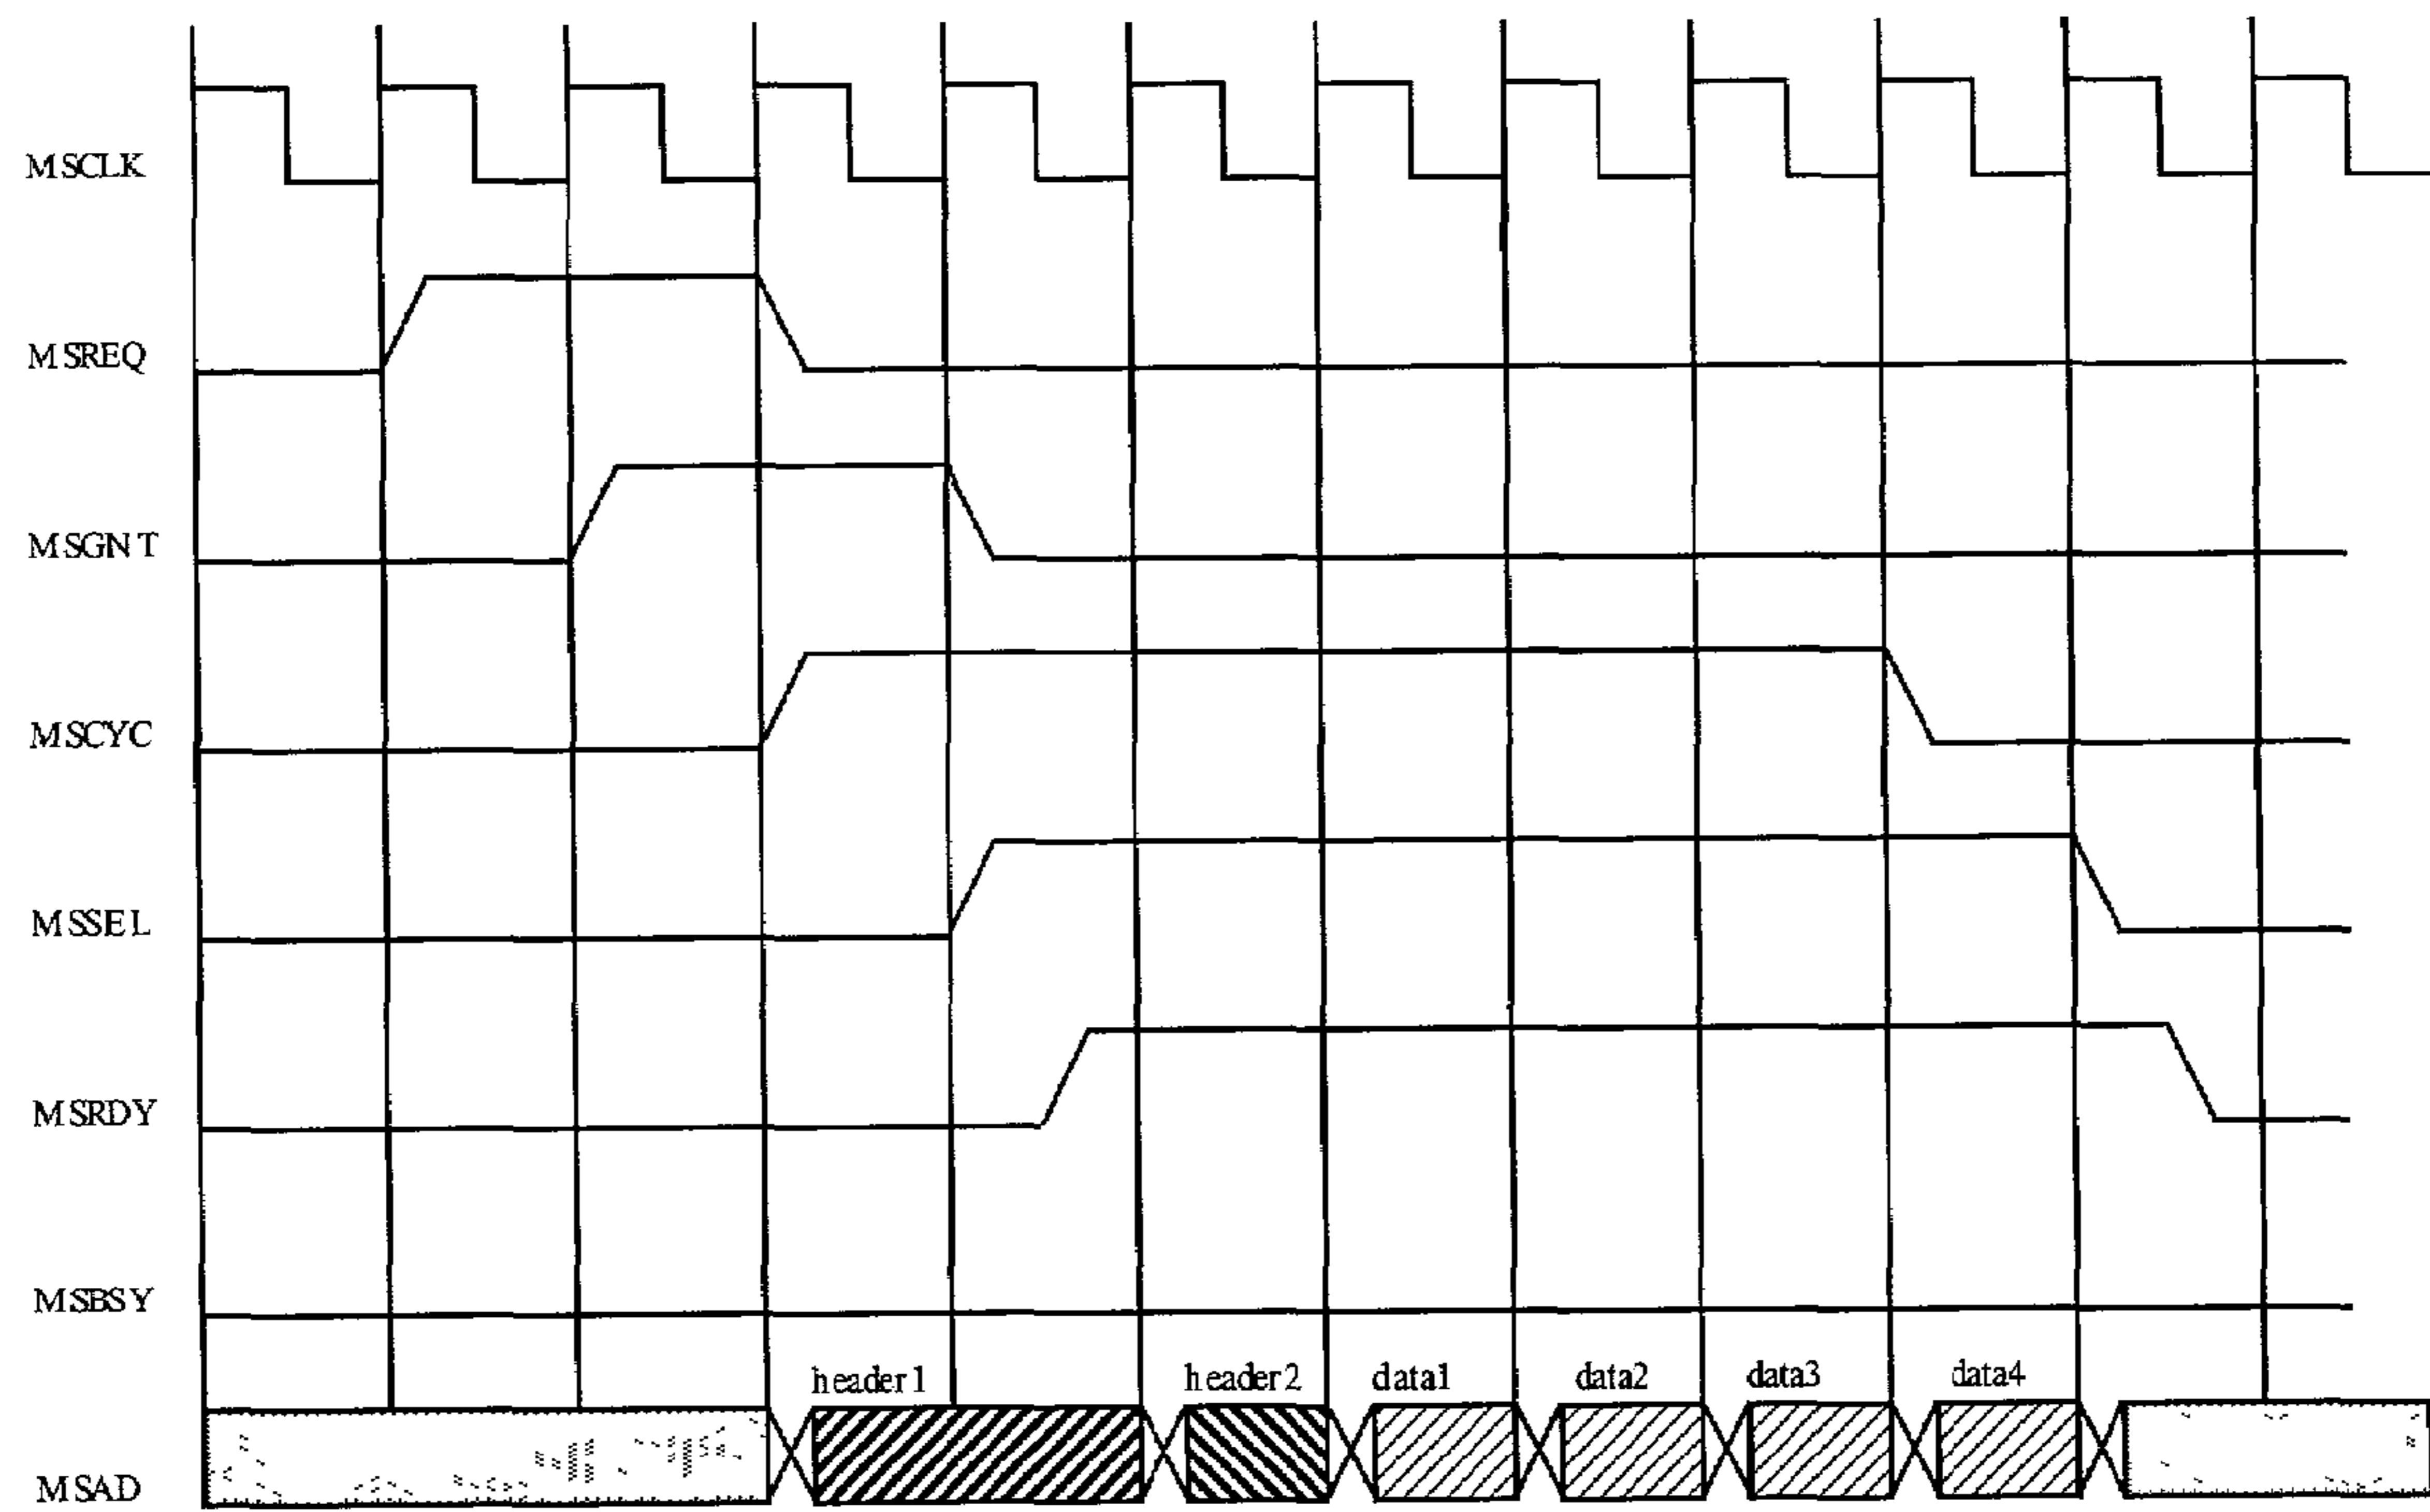 MSCLK
MSREQ
MSGNT
MSCYC
MSSEL
MSRDY
MSBSY
header1 header2 data1 data2 data3 data4
MSAD